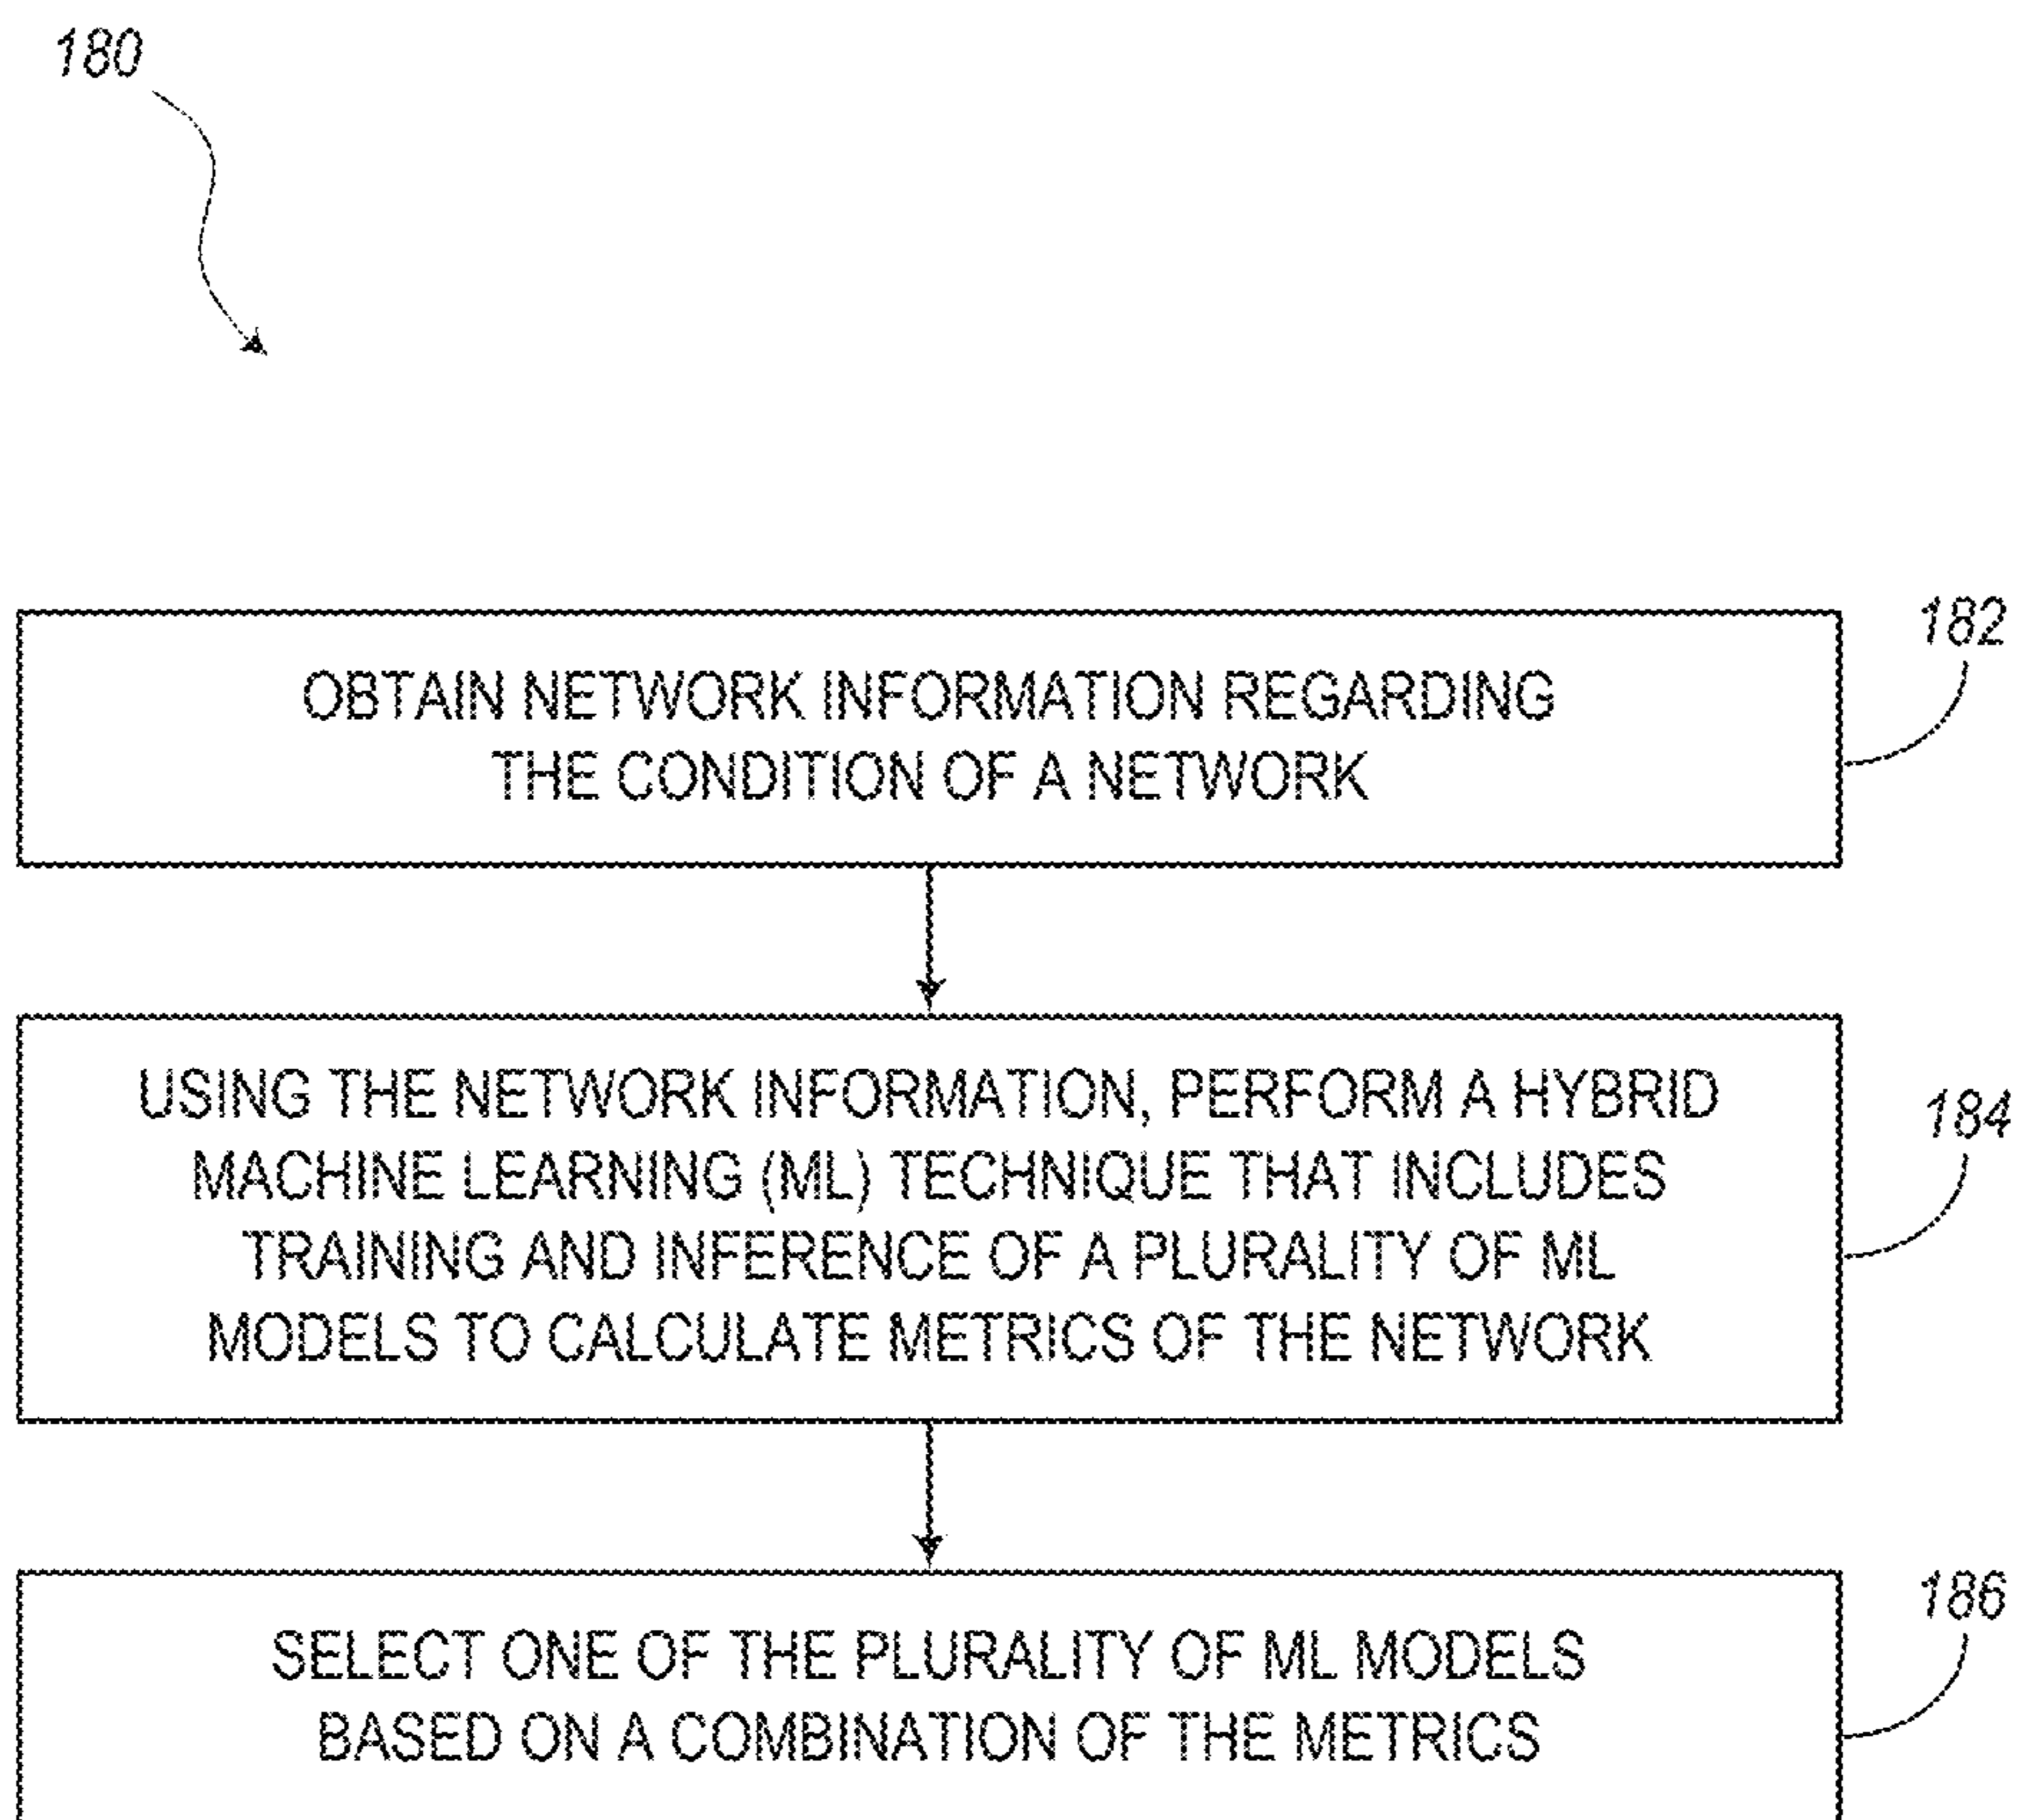 180
182
OBTAIN NETWORK INFORMATION REGARDING
THE CONDITION OF A NETWORK
184
USING THE NETWORK INFORMATION, PERFORM A HYBRID
MACHINE LEARNING (ML) TECHNIQUE THAT INCLUDES
TRAINING AND INFERENCE OF A PLURALITY OF ML
MODELS TO CALCULATE METRICS OF THE NETWORK
186
SELECT ONE OF THE PLURALITY OF ML MODELS
BASED ON A COMBINATION OF THE METRICS